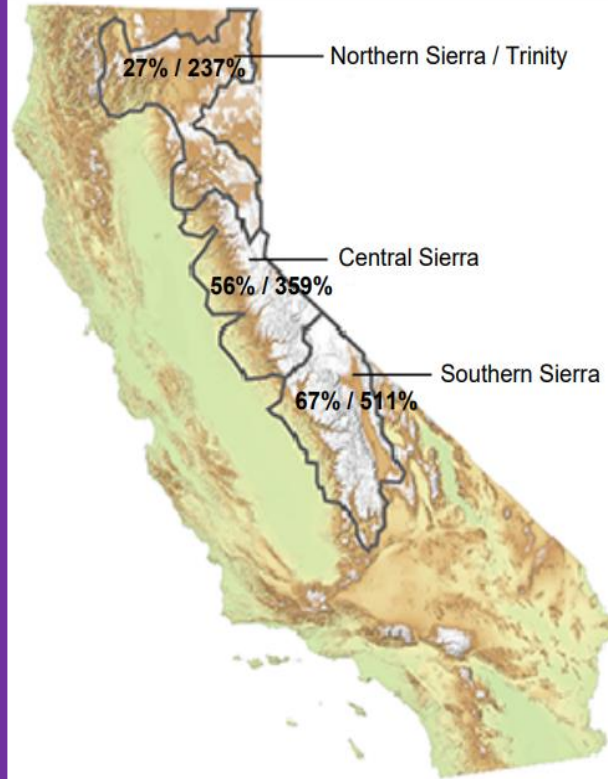 Northern Sierra / Trinity
27% / 237%
Central Sierra
56% / 359%
Southern Sierra
67% / 511%